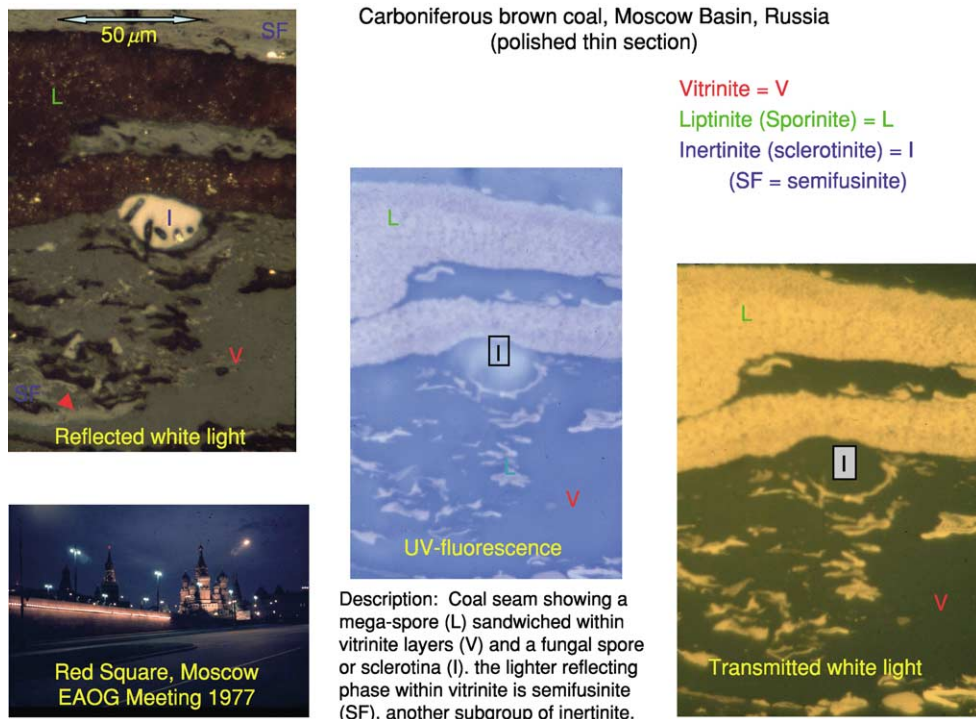 Carboniferous brown coal, Moscow Basin, Russia
(polished thin section)
50 μm
SF
L
I
V
SF
Reflected white light
Vitrinite = V
Liptinite (Sporinite) = L
Inertinite (sclerotinite) = I
(SF = semifusinite)
L
I
L
V
UV-fluorescence
L
I
V
Transmitted white light
Red Square, Moscow
EAOG Meeting 1977
Description: Coal seam showing a
mega-spore (L) sandwiched within
vitrinite layers (V) and a fungal spore
or sclerotina (I). the lighter reflecting
phase within vitrinite is semifusinite
(SF), another subgroup of inertinite.